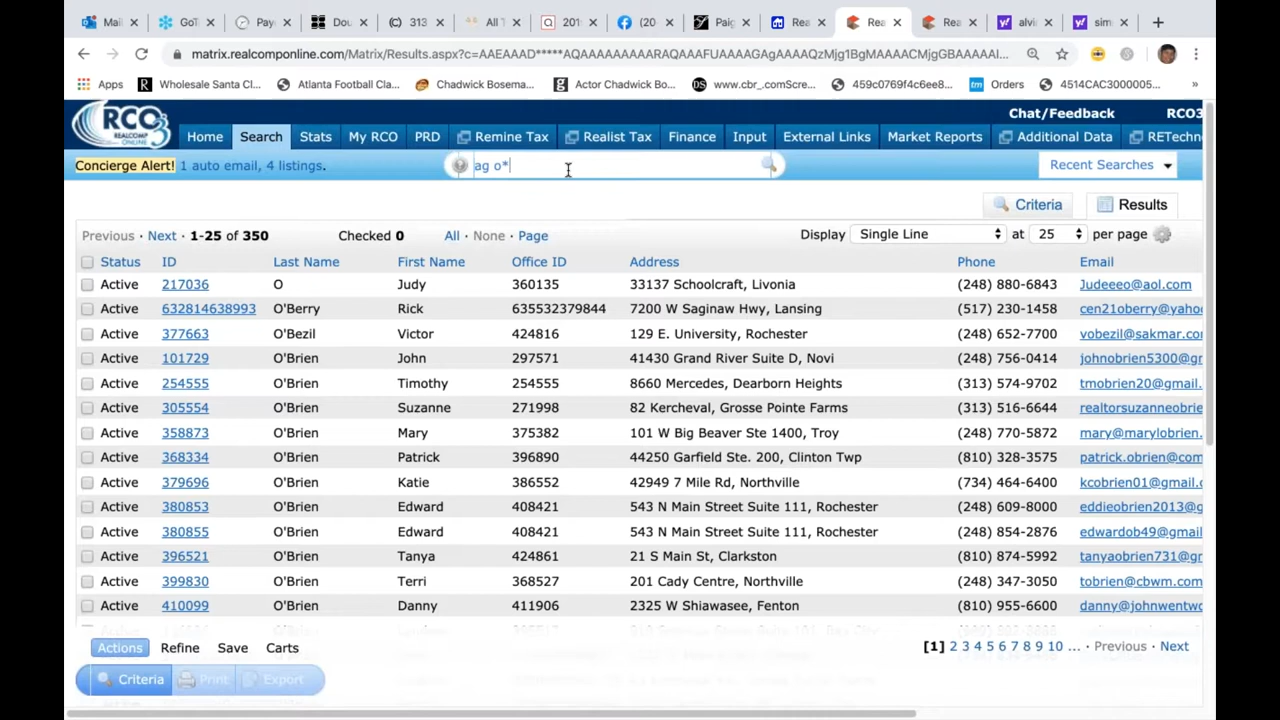 Mail
GoT
Paye
Dou
(C) 313
All T
201
(20
Paig
Rea
Rea
Rea
alvi
sim
matrix.realcomponline.com/Matrix/Results.aspx?c=AAEAAAD*****AQAAAAAAAAARAQAAAFUAAAAGAgAAAAQzMjg1BgMAAAACMjgGBAAAAAI...
Apps
Wholesale Santa Cl...
Atlanta Football Cla...
Chadwick Bosema...
Actor Chadwick Bo...
www.cbr_.comScre...
459c0769f4c6ee8...
Orders
4514CAC3000005...
»
Chat/Feedback RCO3
RCO3
REALCOMP
ONLINE
Home Search Stats My RCO PRD Remine Tax Realist Tax Finance Input External Links Market Reports Additional Data RETechn
Concierge Alert! 1 auto email, 4 listings.
ag o*
Recent Searches
Criteria Results
Previous · Next · 1-25 of 350 Checked 0 All · None · Page Display Single Line at 25 per page
Status ID Last Name First Name Office ID Address Phone Email
Active 217036 O Judy 360135 33137 Schoolcraft, Livonia (248) 880-6843 Judeeeo@aol.com
Active 632814638993 O'Berry Rick 635532379844 7200 W Saginaw Hwy, Lansing (517) 230-1458 cen21oberry@yaho
Active 377663 O'Bezil Victor 424816 129 E. University, Rochester (248) 652-7700 vobezil@sakmar.co
Active 101729 O'Brien John 297571 41430 Grand River Suite D, Novi (248) 756-0414 johnobrien5300@g
Active 254555 O'Brien Timothy 254555 8660 Mercedes, Dearborn Heights (313) 574-9702 tmobrien20@gmail.
Active 305554 O'Brien Suzanne 271998 82 Kercheval, Grosse Pointe Farms (313) 516-6644 realtorsuzanneobrie
Active 358873 O'Brien Mary 375382 101 W Big Beaver Ste 1400, Troy (248) 770-5872 mary@marylobrien.
Active 368334 O'Brien Patrick 396890 44250 Garfield Ste. 200, Clinton Twp (810) 328-3575 patrick.obrien@com
Active 379696 O'Brien Katie 386552 42949 7 Mile Rd, Northville (734) 464-6400 kcobrien01@gmail.c
Active 380853 O'Brien Edward 408421 543 N Main Street Suite 111, Rochester (248) 609-8000 eddieobrien2013@g
Active 380855 O'Brien Edward 408421 543 N Main Street Suite 111, Rochester (248) 854-2876 edwardob49@gmail
Active 396521 O'Brien Tanya 424861 21 S Main St, Clarkston (810) 874-5992 tanyaobrien731@g
Active 399830 O'Brien Terri 368527 201 Cady Centre, Northville (248) 347-3050 tobrien@cbwm.com
Active 410099 O'Brien Danny 411906 2325 W Shiawasee, Fenton (810) 955-6600 danny@johnwentwo
Actions Refine Save Carts [1] 2 3 4 5 6 7 8 9 10 ... · Previous · Next
Criteria Print Export